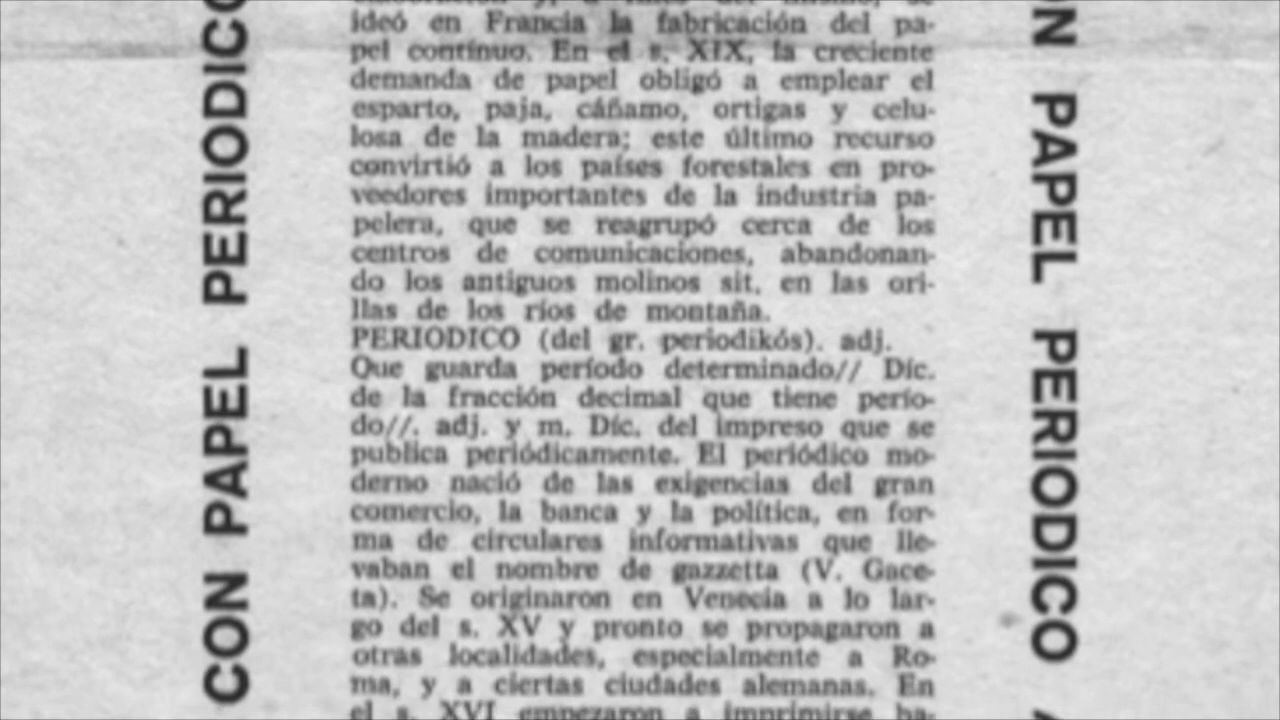 CON PAPEL PERIODICO
ideó en Francia la fabricación del pa-
pel contínuo. En el s. XIX, la creciente
demanda de papel obligó a emplear el
esparto, paja, cáñamo, ortigas y celu-
losa de la madera; este último recurso
convirtió a los países forestales en pro-
veedores importantes de la industria pa-
pelera, que se reagrupó cerca de los
centros de comunicaciones, abandonan-
do los antiguos molinos sit. en las ori-
llas de los ríos de montaña.
PERIODICO (del gr. periodikós). adj.
Que guarda período determinado// Díc.
de la fracción decimal que tiene perío-
do//. adj. y m. Díc. del impreso que se
publica periódicamente. El periódico mo-
derno nació de las exigencias del gran
comercio, la banca y la política, en for-
ma de circulares informativas que lle-
vaban el nombre de gazzetta (V. Gace-
ta). Se originaron en Venecia a lo lar-
go del s. XV y pronto se propagaron a
otras localidades, especialmente a Ro-
ma, y a ciertas ciudades alemanas. En
el s. XVI empezaron a imprimirse ha-
ON PAPEL PERIODICO